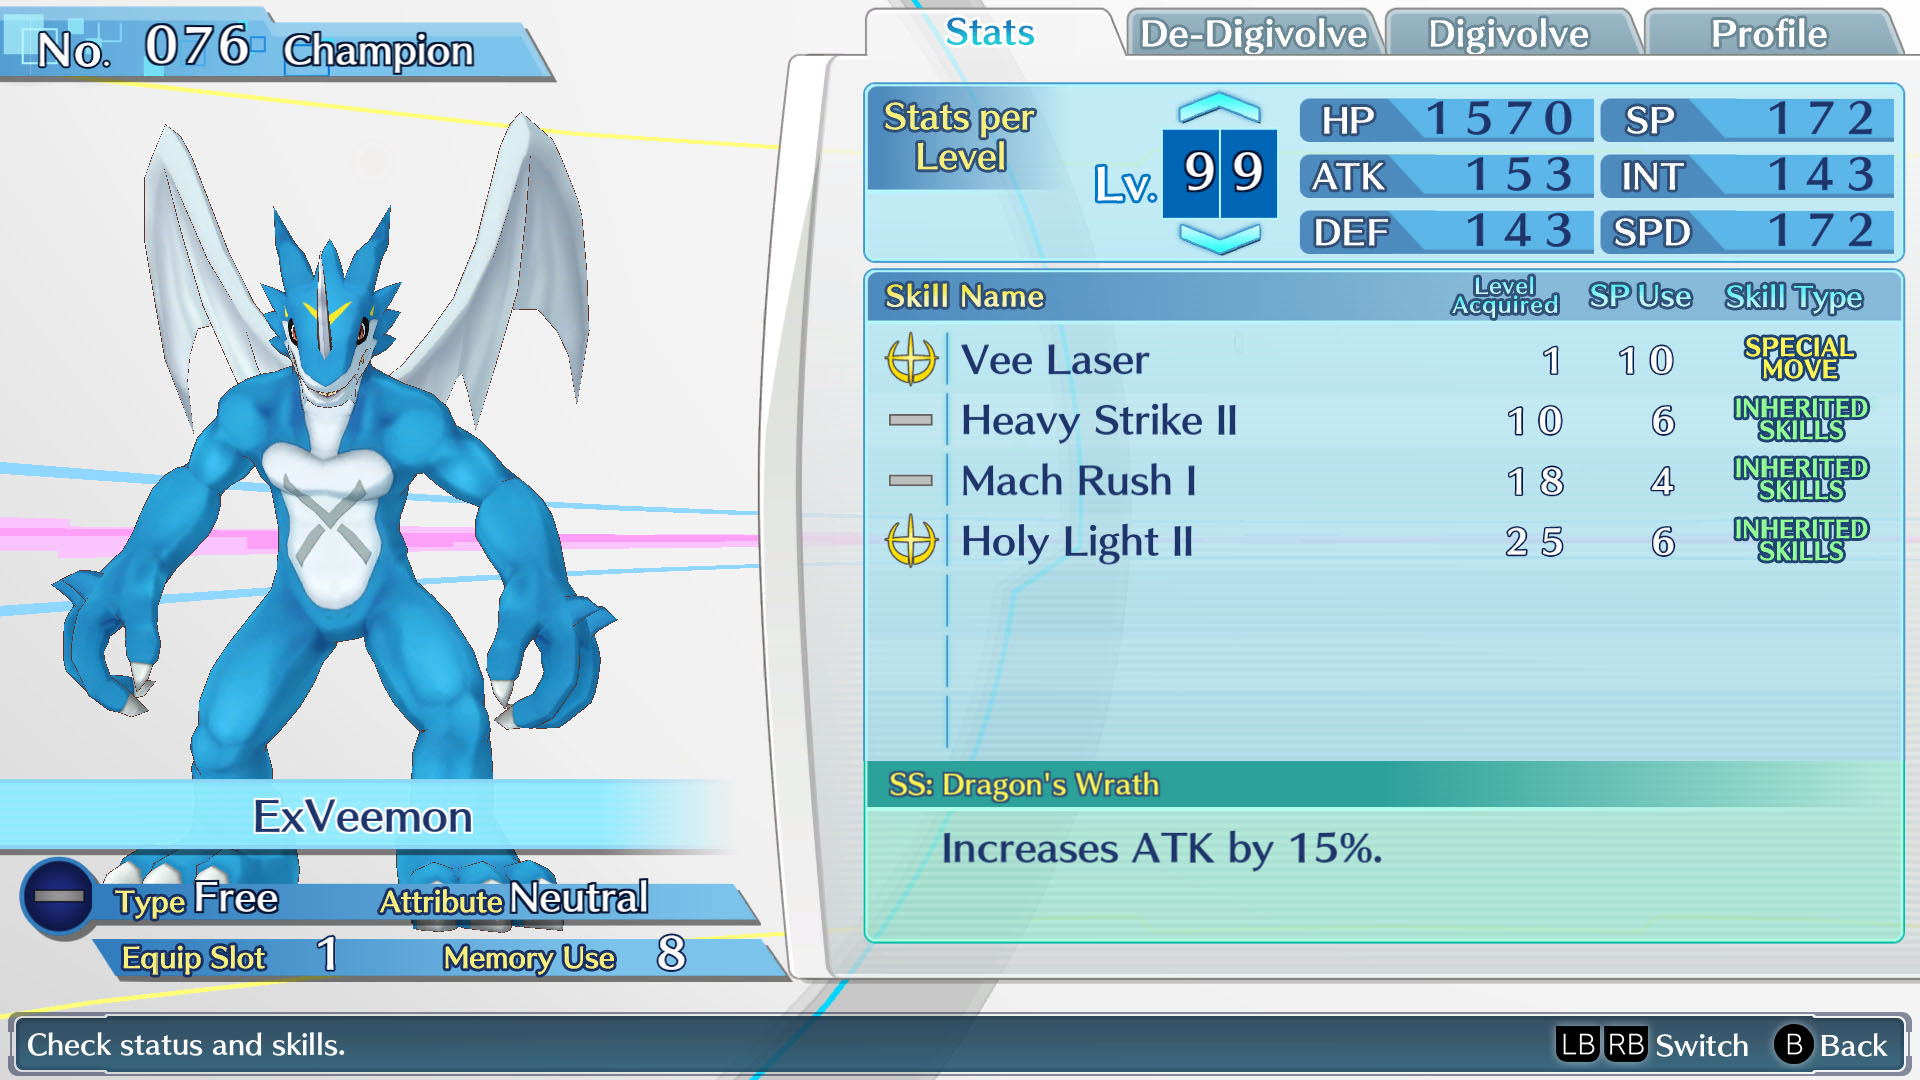 No. 076 Champion
Stats
De-Digivolve
Digivolve
Profile
Stats per
Level
Lv. 99
HP 1570
SP 172
ATK 153
INT 143
DEF 143
SPD 172
Skill Name
Level
Acquired
SP Use
Skill Type
Vee Laser 1 10 SPECIAL
MOVE
Heavy Strike II 10 6 INHERITED
SKILLS
Mach Rush I 18 4 INHERITED
SKILLS
Holy Light II 25 6 INHERITED
SKILLS
SS: Dragon's Wrath
Increases ATK by 15%.
ExVeemon
Type Free Attribute Neutral
Equip Slot 1 Memory Use 8
Check status and skills.
LB RB Switch B Back